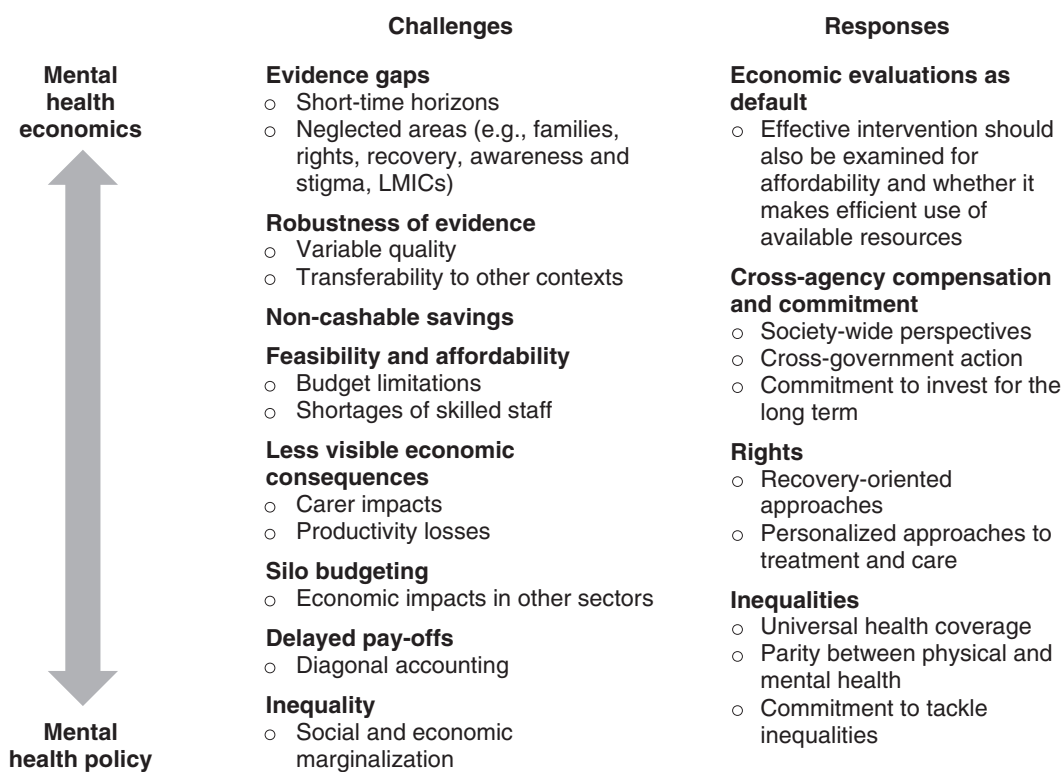 Challenges
Responses
Mental
health
economics
Mental
health policy
Evidence gaps
○ Short-time horizons
○ Neglected areas (e.g., families,
rights, recovery, awareness and
stigma, LMICs)
Robustness of evidence
○ Variable quality
○ Transferability to other contexts
Non-cashable savings
Feasibility and affordability
○ Budget limitations
○ Shortages of skilled staff
Less visible economic
consequences
○ Carer impacts
○ Productivity losses
Silo budgeting
○ Economic impacts in other sectors
Delayed pay-offs
○ Diagonal accounting
Inequality
○ Social and economic
marginalization
Economic evaluations as
default
○ Effective intervention should
also be examined for
affordability and whether it
makes efficient use of
available resources
Cross-agency compensation
and commitment
○ Society-wide perspectives
○ Cross-government action
○ Commitment to invest for the
long term
Rights
○ Recovery-oriented
approaches
○ Personalized approaches to
treatment and care
Inequalities
○ Universal health coverage
○ Parity between physical and
mental health
○ Commitment to tackle
inequalities